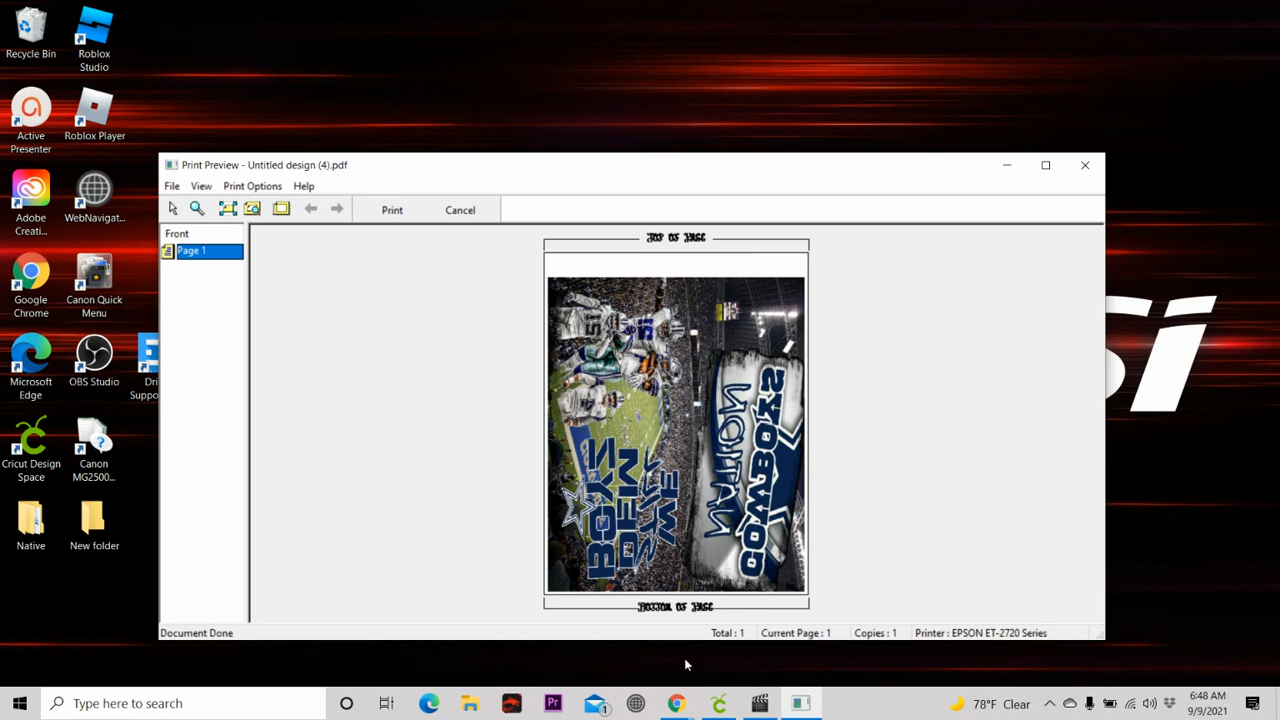 Recycle Bin
Roblox Studio
Active Presenter
Roblox Player
Adobe Creati...
WebNavigat...
Google Chrome
Canon Quick Menu
Microsoft Edge
OBS Studio
Cricut Design Space
Canon MG2500...
Native
New folder
Print Preview - Untitled design (4).pdf
File View Print Options Help
Print Cancel
Front
Page 1
Top of Page
NATION
COWBOYS
Bottom of Page
Document Done
Total : 1 Current Page : 1 Copies : 1 Printer : EPSON ET-2720 Series
Type here to search
Pr
1
78°F Clear
6:48 AM
9/9/2021